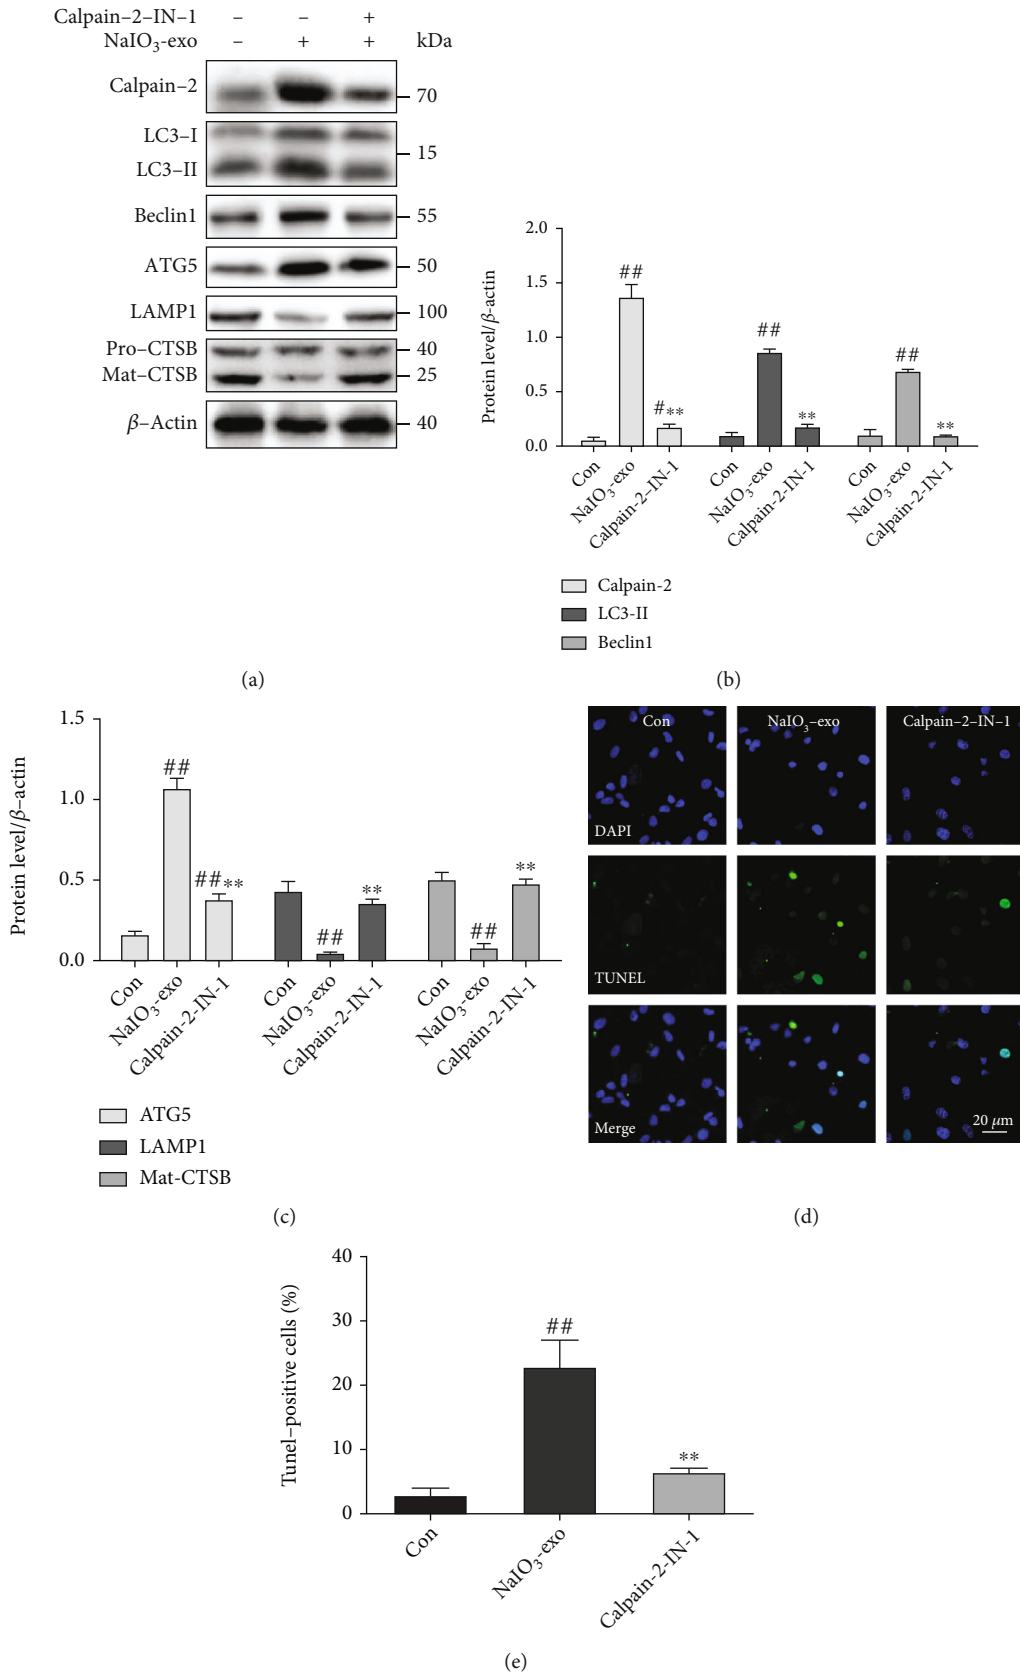 Calpain–2–IN–1 – – +
NaIO3-exo – + + kDa
Calpain–2 70
LC3–I
15
LC3–II
Beclin1 55
ATG5 50
LAMP1 100
Pro–CTSB 40
Mat–CTSB 25
β–Actin 40
(a)
Protein level/β-actin
2.0
1.5
1.0
0.5
0.0
##
#**
##
**
##
**
Con
NaIO3-exo
Calpain-2–IN-1
Con
NaIO3-exo
Calpain-2-IN-1
Con
NaIO3-exo
Calpain-2-IN-1
Calpain-2
LC3-II
Beclin1
(b)
Protein level/β–actin
1.5
1.0
0.5
0.0
##
##**
##
**
##
**
Con
NaIO3-exo
Calpain-2-IN-1
Con
NaIO3-exo
Calpain-2-IN-1
Con
NaIO3-exo
Calpain-2-IN-1
ATG5
LAMP1
Mat-CTSB
(c)
Con NaIO3–exo Calpain–2–IN–1
DAPI
TUNEL
Merge
20 μm
(d)
Tunel–positive cells (%)
40
30
20
10
0
##
**
Con
NaIO3-exo
Calpain-2-IN-1
(e)